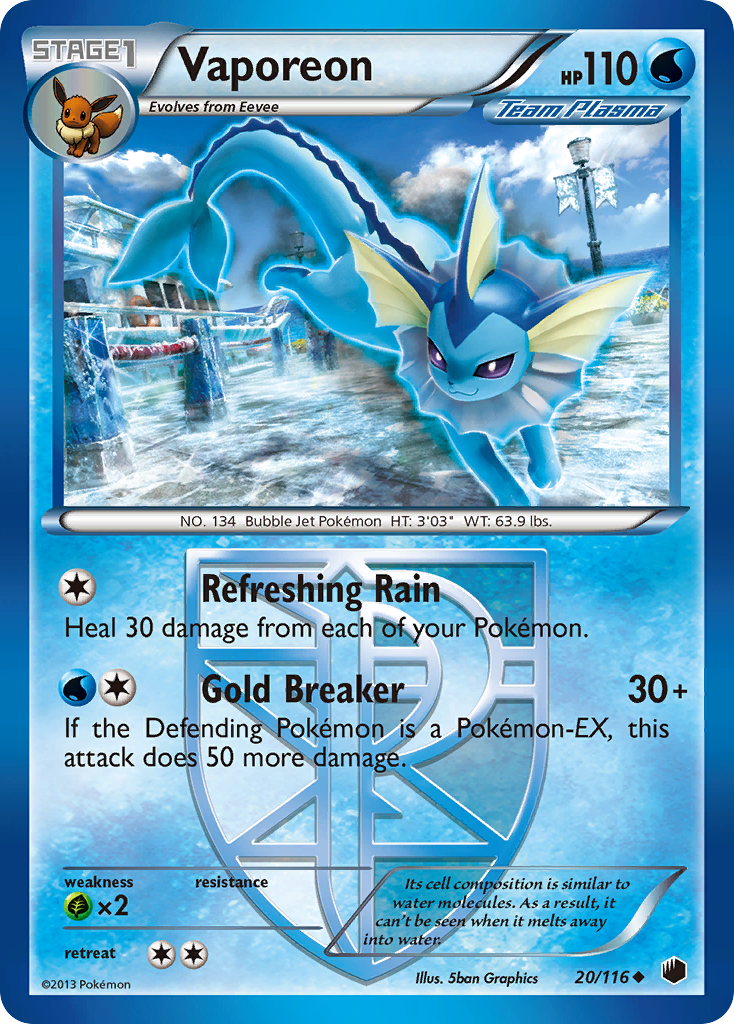 STAGE1
Vaporeon
HP110
Evolves from Eevee
Team Plasma
NO. 134 Bubble Jet Pokémon HT: 3'03" WT: 63.9 lbs.
Refreshing Rain
Heal 30 damage from each of your Pokémon.
Gold Breaker 30+
If the Defending Pokémon is a Pokémon-EX, this
attack does 50 more damage.
weakness resistance
×2
retreat
Its cell composition is similar to
water molecules. As a result, it
can't be seen when it melts away
into water.
©2013 Pokémon
Illus. 5ban Graphics 20/116